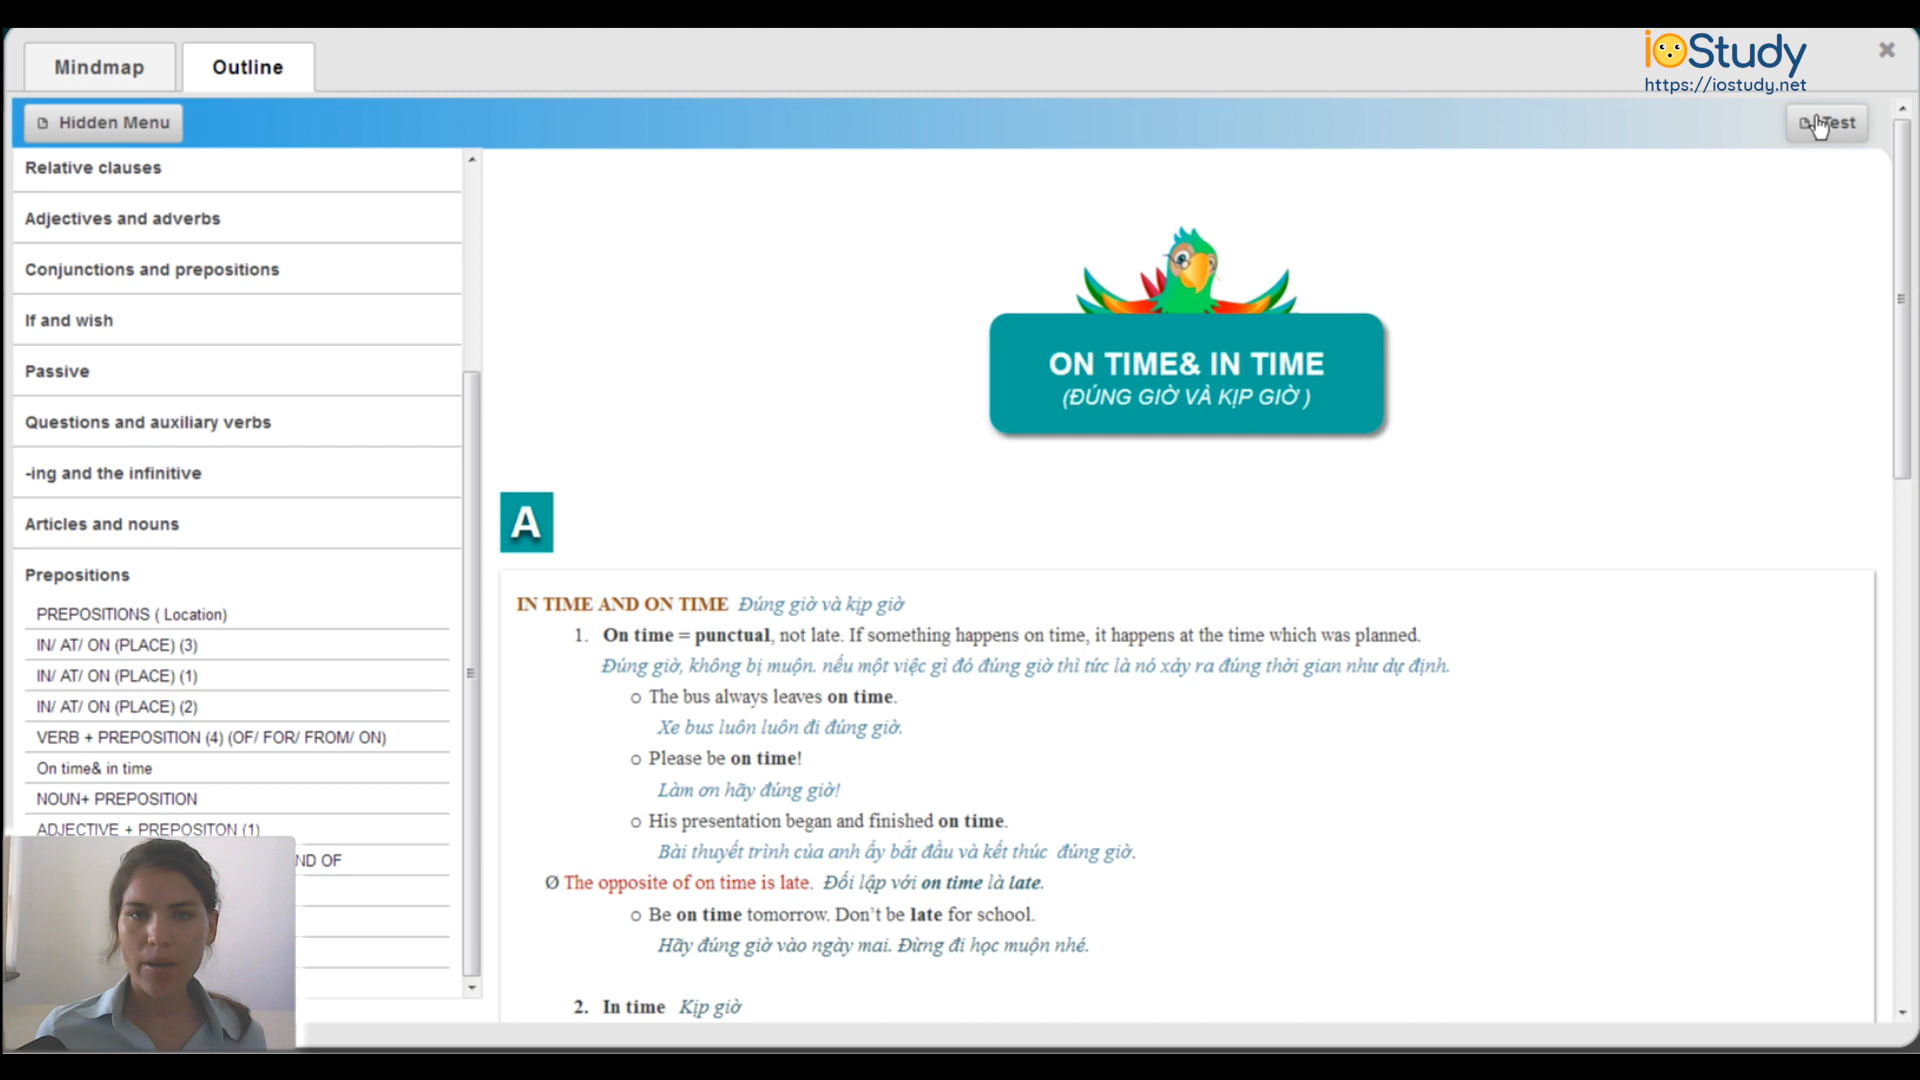 Mindmap
Outline
ioStudy
https://iostudy.net
Hidden Menu
Test
Relative clauses
Adjectives and adverbs
Conjunctions and prepositions
If and wish
Passive
Questions and auxiliary verbs
-ing and the infinitive
Articles and nouns
Prepositions
PREPOSITIONS ( Location)
IN/ AT/ ON (PLACE) (3)
IN/ AT/ ON (PLACE) (1)
IN/ AT/ ON (PLACE) (2)
VERB + PREPOSITION (4) (OF/ FOR/ FROM/ ON)
On time& in time
NOUN+ PREPOSITION
ADJECTIVE + PREPOSITON (1)
ND OF
ON TIME& IN TIME
(ĐÚNG GIỜ VÀ KỊP GIỜ )
A
IN TIME AND ON TIME Đúng giờ và kịp giờ
1. On time = punctual, not late. If something happens on time, it happens at the time which was planned.
Đúng giờ, không bị muộn. nếu một việc gì đó đúng giờ thì tức là nó xảy ra đúng thời gian như dự định.
o The bus always leaves on time.
Xe bus luôn luôn đi đúng giờ.
o Please be on time!
Làm ơn hãy đúng giờ!
o His presentation began and finished on time.
Bài thuyết trình của anh ấy bắt đầu và kết thúc đúng giờ.
Ø The opposite of on time is late. Đối lập với on time là late.
o Be on time tomorrow. Don't be late for school.
Hãy đúng giờ vào ngày mai. Đừng đi học muộn nhé.
2. In time Kịp giờ